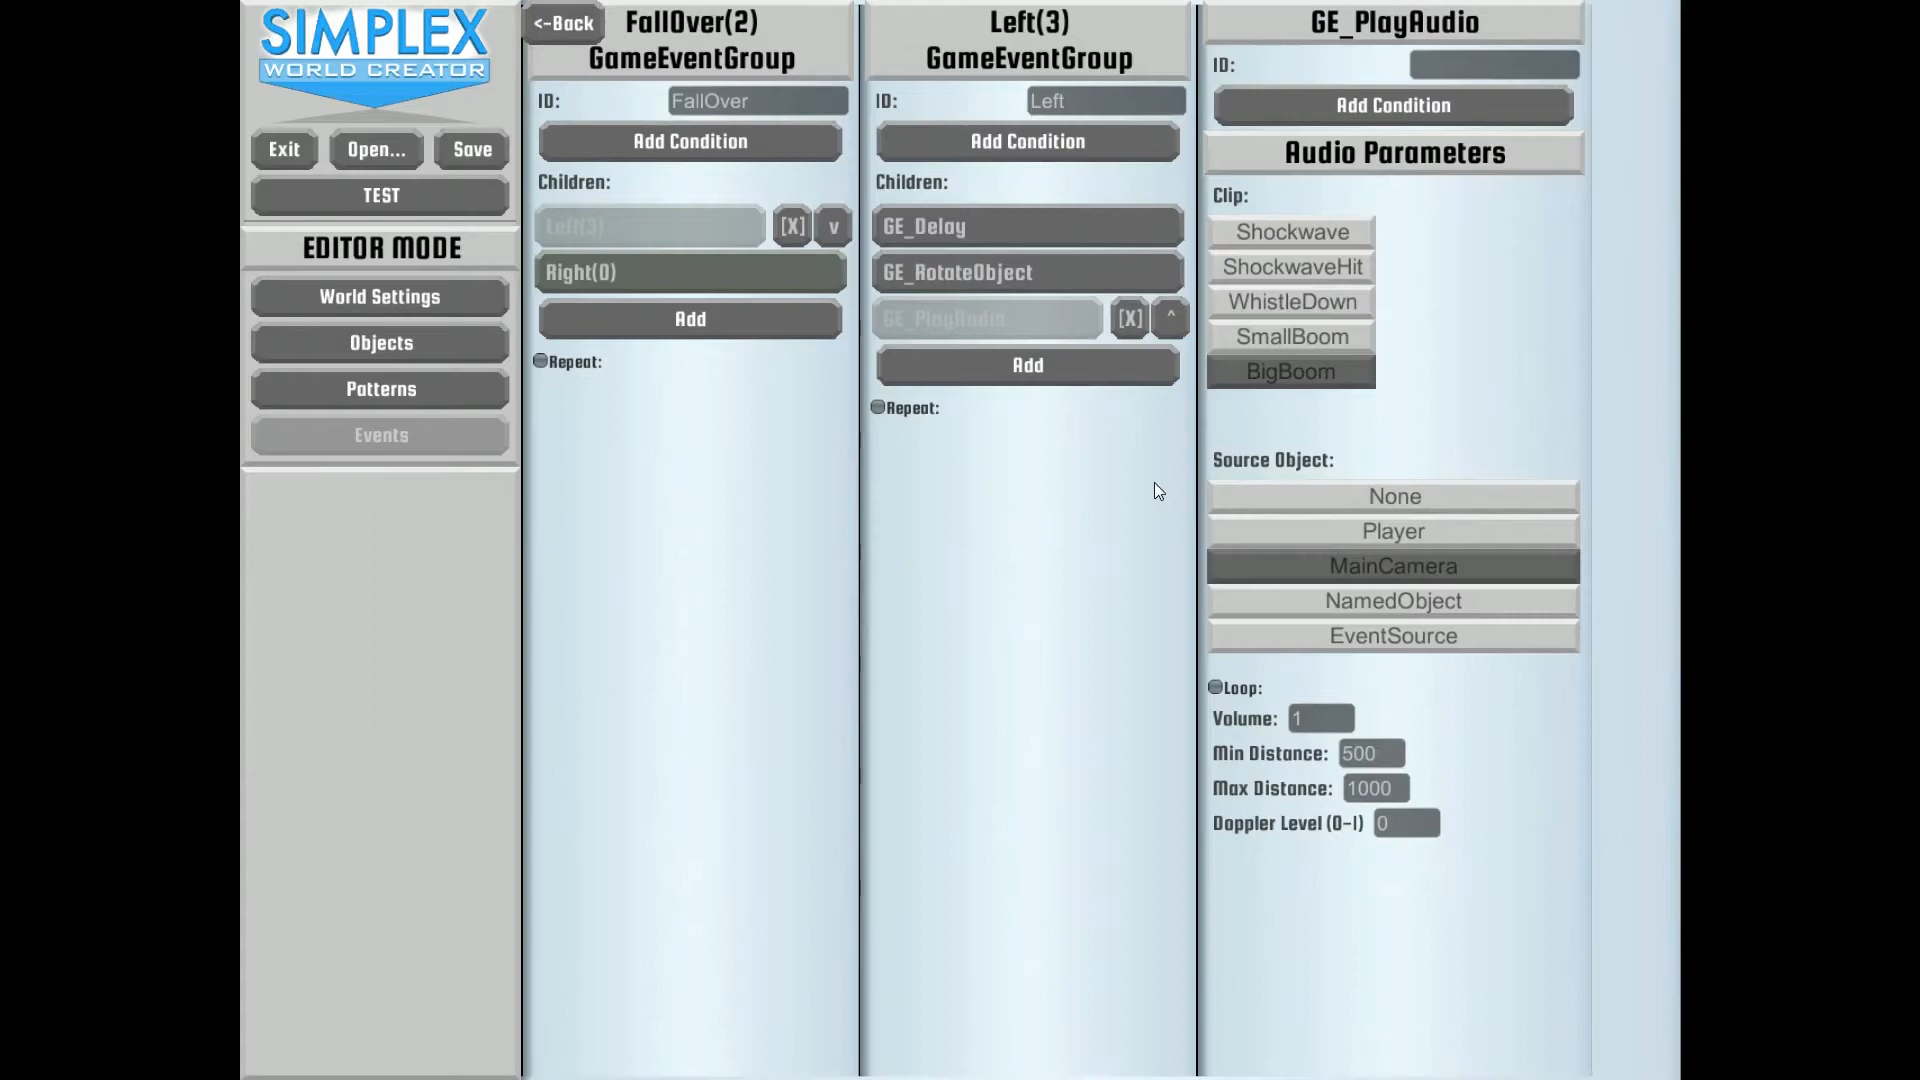 SIMPLEX
WORLD CREATOR
Exit
Open...
Save
TEST
EDITOR MODE
World Settings
Objects
Patterns
Events
<-Back
FallOver(2)
GameEventGroup
ID:
FallOver
Add Condition
Children:
Left(3)
[X]
v
Right(0)
Add
Repeat:
Left(3)
GameEventGroup
ID:
Left
Add Condition
Children:
GE_Delay
GE_RotateObject
GE_PlayAudio
[X]
^
Add
Repeat:
GE_PlayAudio
ID:
Add Condition
Audio Parameters
Clip:
Shockwave
ShockwaveHit
WhistleDown
SmallBoom
BigBoom
Source Object:
None
Player
MainCamera
NamedObject
EventSource
Loop:
Volume: 1
Min Distance: 500
Max Distance: 1000
Doppler Level (0-1) 0